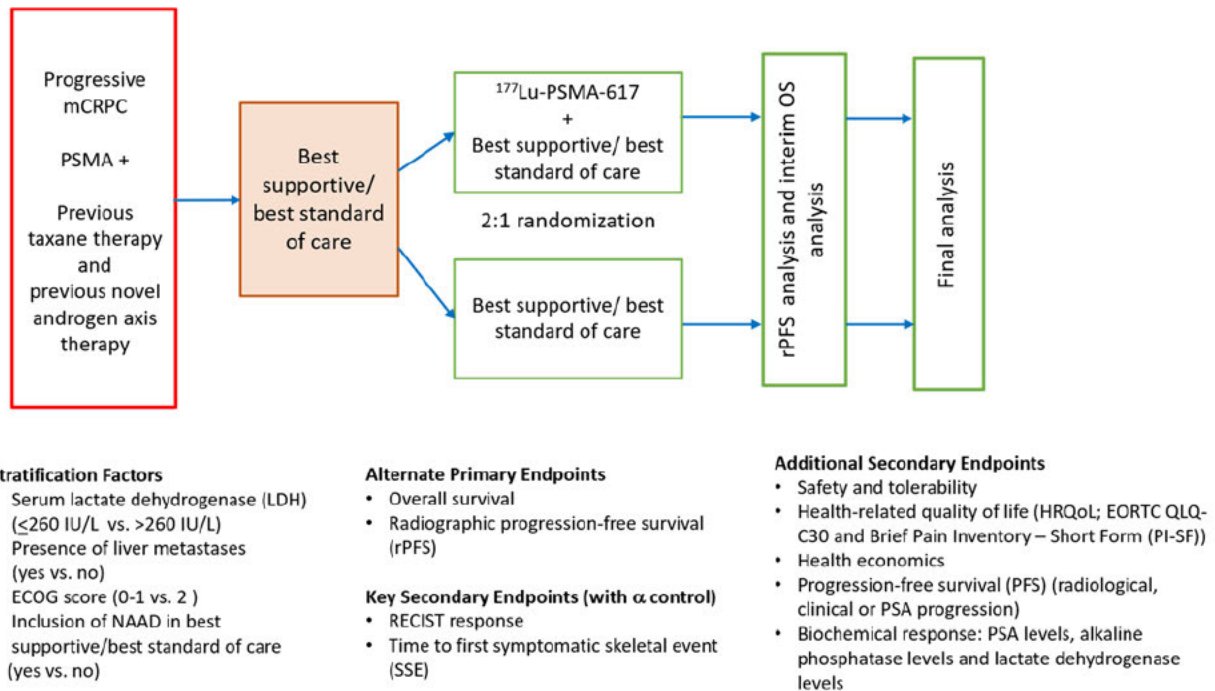 Progressive
mCRPC
PSMA +
Previous
taxane therapy
and
previous novel
androgen axis
therapy
Best
supportive/
best standard
of care
¹⁷⁷Lu-PSMA-617
+
Best supportive/ best
standard of care
2:1 randomization
Best supportive/ best
standard of care
rPFS analysis and interim OS
analysis
Final analysis
tratification Factors
Serum lactate dehydrogenase (LDH)
(≤260 IU/L vs. >260 IU/L)
Presence of liver metastases
(yes vs. no)
ECOG score (0-1 vs. 2 )
Inclusion of NAAD in best
supportive/best standard of care
(yes vs. no)
Alternate Primary Endpoints
• Overall survival
• Radiographic progression-free survival
(rPFS)
Key Secondary Endpoints (with α control)
• RECIST response
• Time to first symptomatic skeletal event
(SSE)
Additional Secondary Endpoints
• Safety and tolerability
• Health-related quality of life (HRQoL; EORTC QLQ-
C30 and Brief Pain Inventory – Short Form (PI-SF))
• Health economics
• Progression-free survival (PFS) (radiological,
clinical or PSA progression)
• Biochemical response: PSA levels, alkaline
phosphatase levels and lactate dehydrogenase
levels